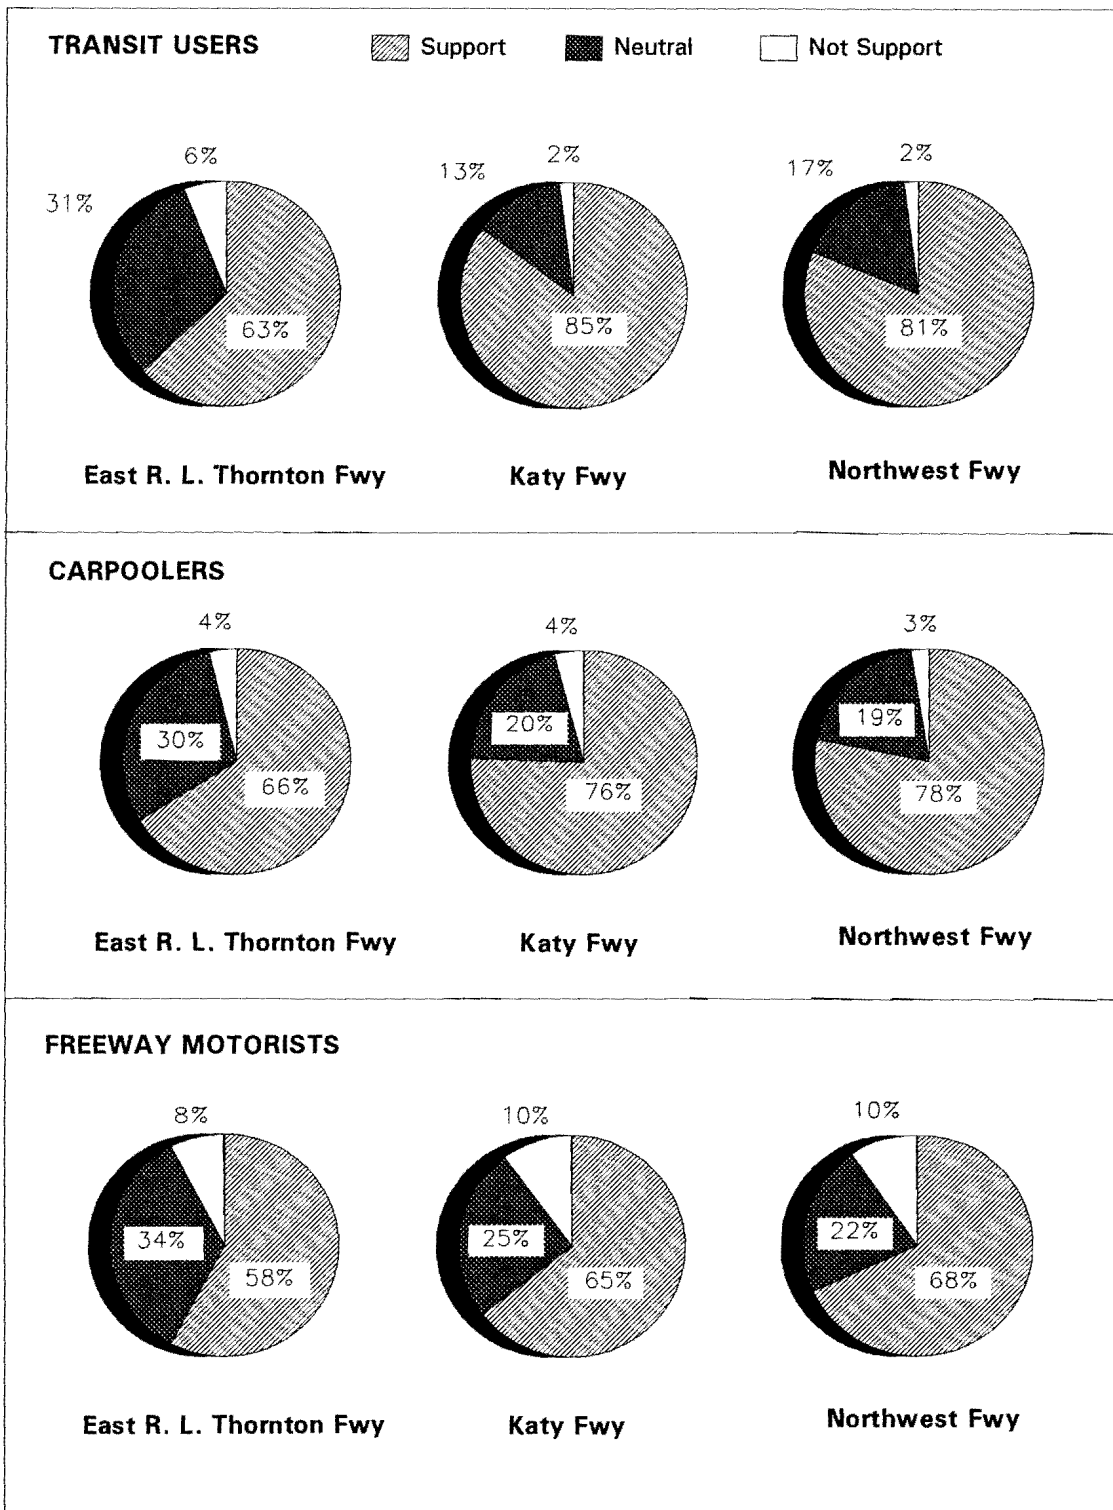 TRANSIT USERS Support Neutral Not Support
6% 2% 2%
31% 13% 17%
63% 85% 81%
East R. L. Thornton Fwy Katy Fwy Northwest Fwy
CARPOOLERS
4% 4% 3%
30% 20% 19%
66% 76% 78%
East R. L. Thornton Fwy Katy Fwy Northwest Fwy
FREEWAY MOTORISTS
8% 10% 10%
34% 25% 22%
58% 65% 68%
East R. L. Thornton Fwy Katy Fwy Northwest Fwy